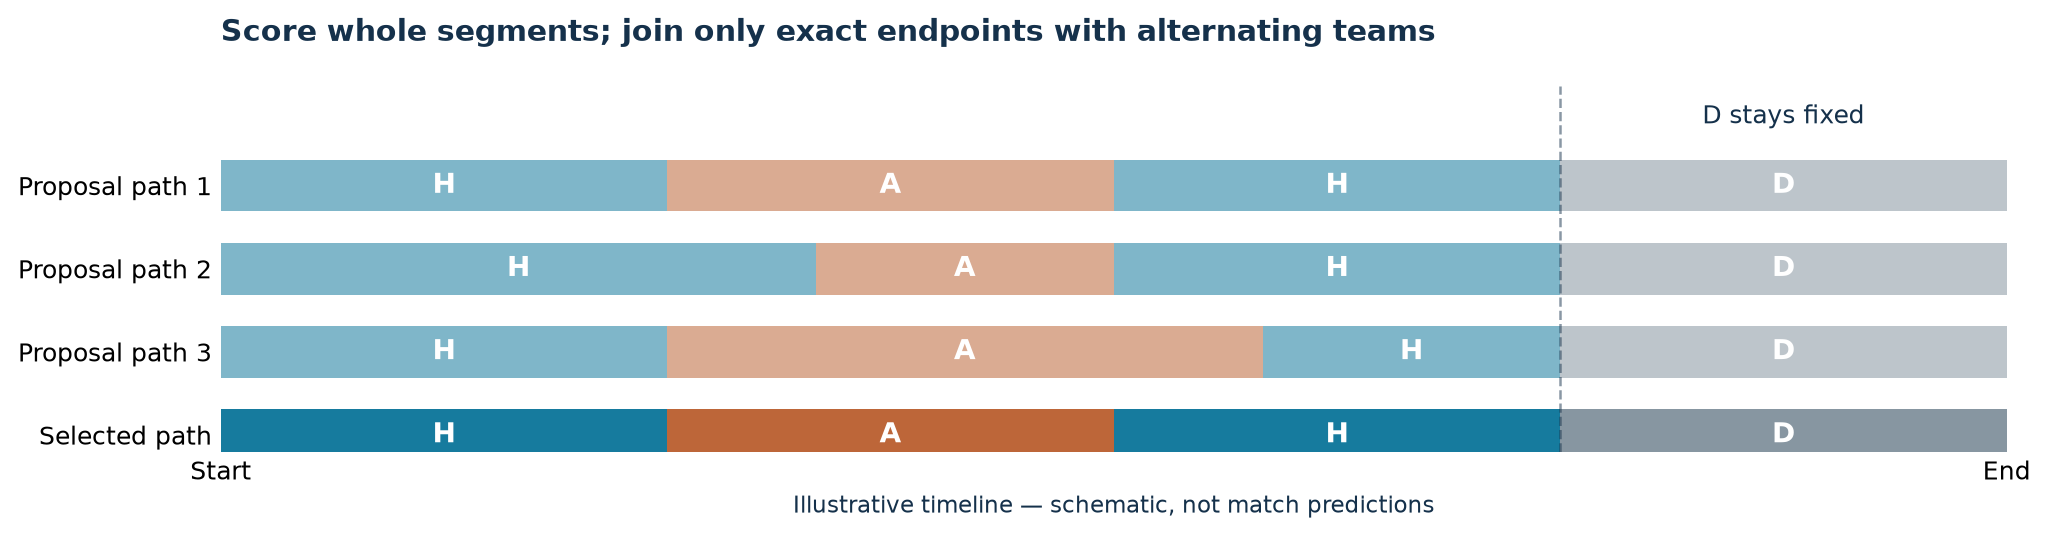 Score whole segments; join only exact endpoints with alternating teams
D stays fixed
Proposal path 1 H A H D
Proposal path 2 H A H D
Proposal path 3 H A H D
Selected path H A H D
Start End
Illustrative timeline — schematic, not match predictions